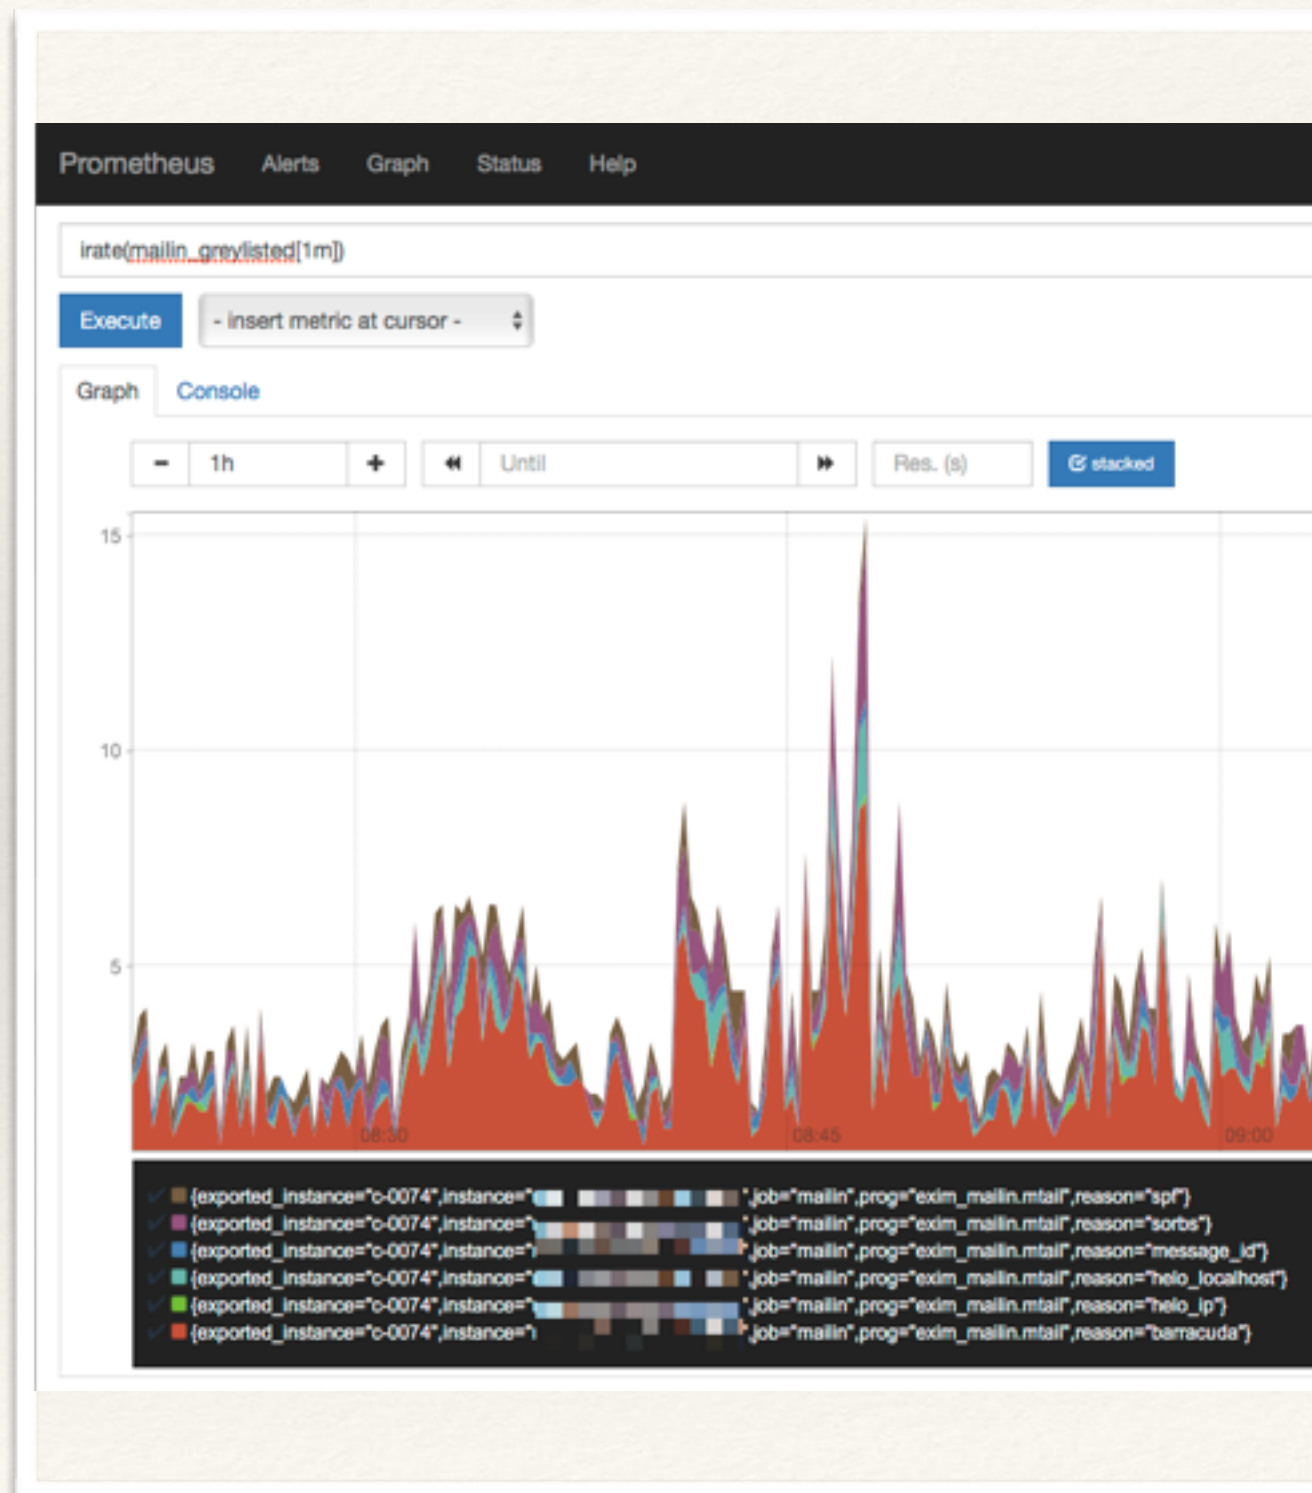 Prometheus Alerts Graph Status Help
irate(mailin_greylisted[1m])
Execute - insert metric at cursor -
Graph Console
− 1h + Until Res. (s) stacked
15
10
5
08:30 08:45 09:00
{exported_instance="c-0074",instance=" ",job="mailin",prog="exim_mailin.mtail",reason="spf"}
{exported_instance="c-0074",instance=" ",job="mailin",prog="exim_mailin.mtail",reason="sorbs"}
{exported_instance="c-0074",instance=" ",job="mailin",prog="exim_mailin.mtail",reason="message_id"}
{exported_instance="c-0074",instance=" ",job="mailin",prog="exim_mailin.mtail",reason="helo_localhost"}
{exported_instance="c-0074",instance=" ",job="mailin",prog="exim_mailin.mtail",reason="helo_ip"}
{exported_instance="c-0074",instance=" ",job="mailin",prog="exim_mailin.mtail",reason="barracuda"}